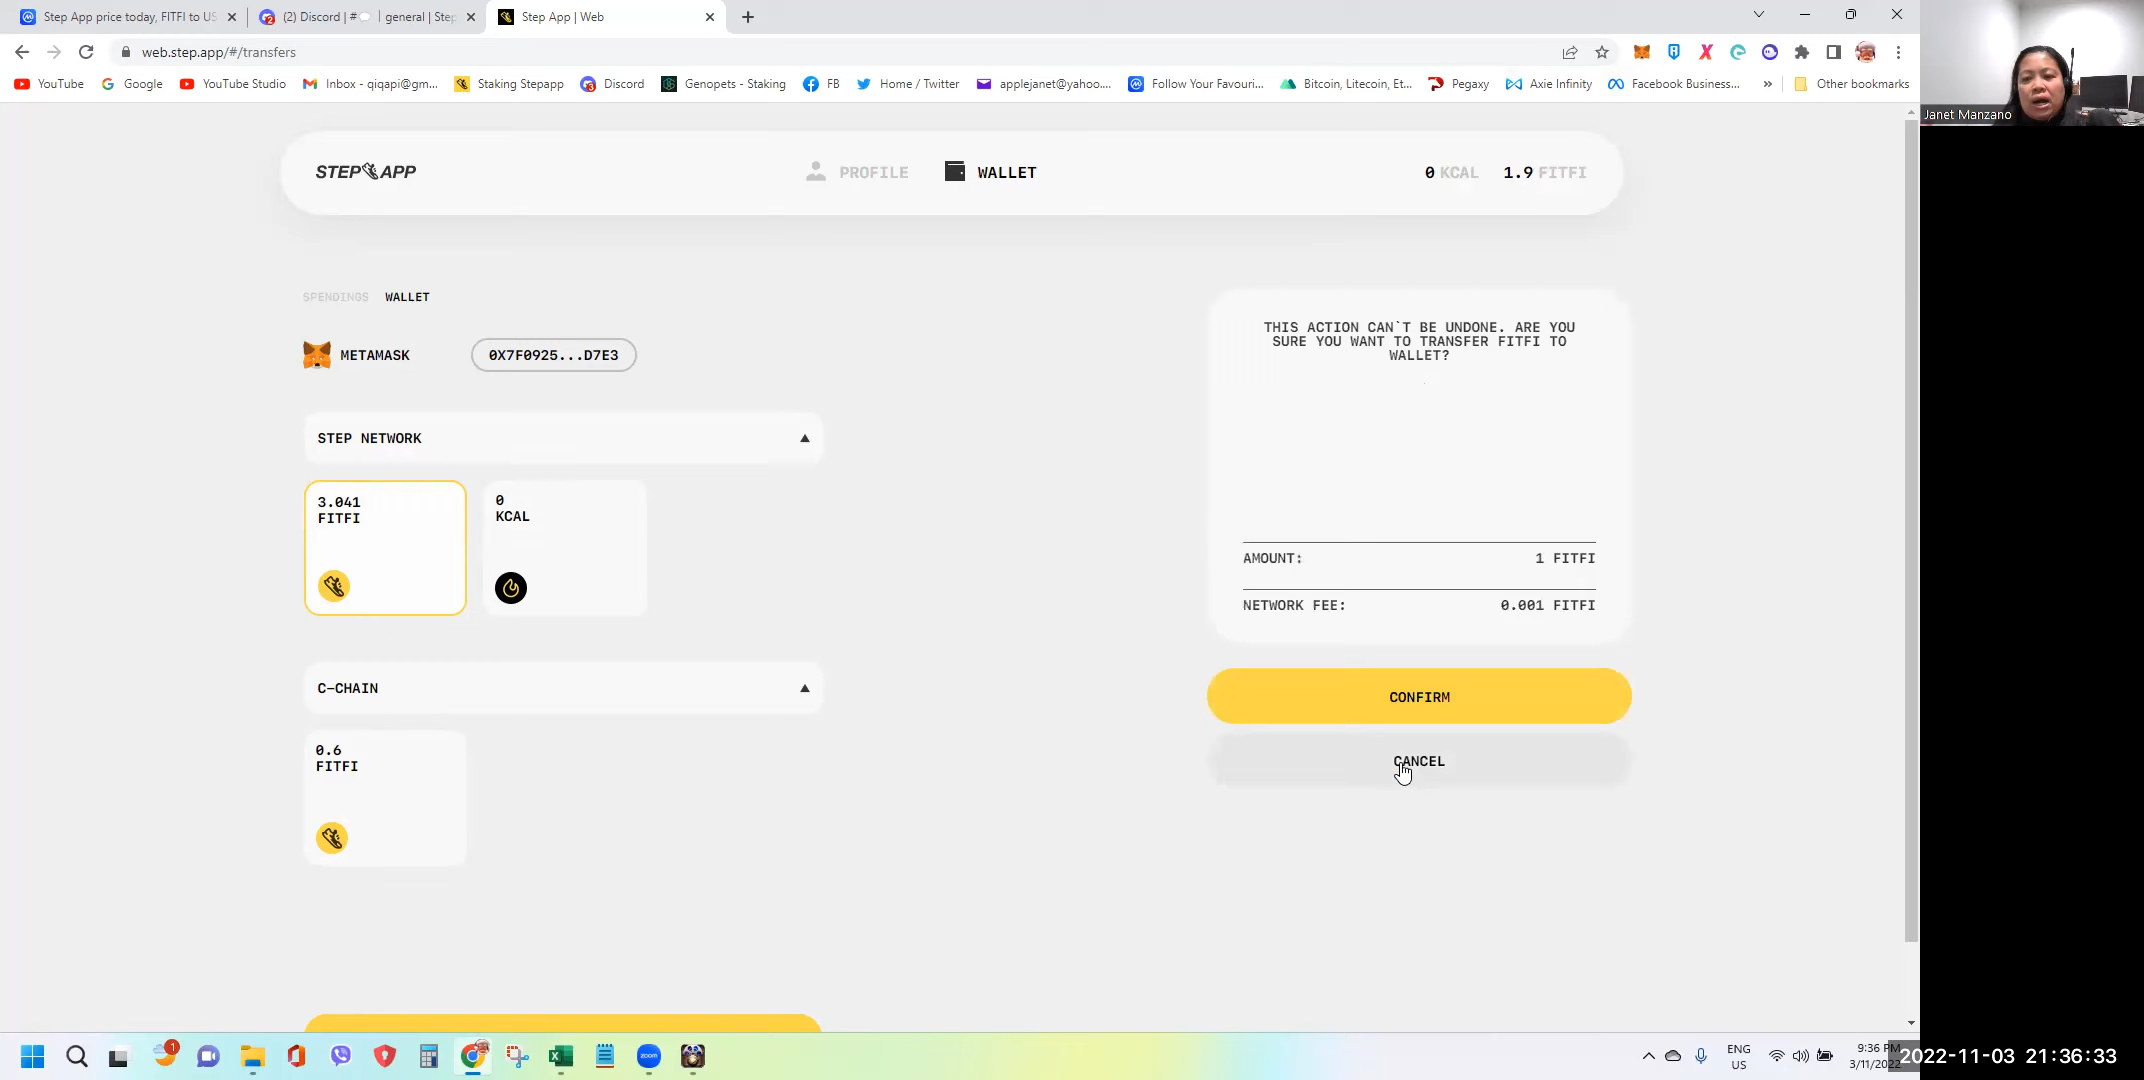 Step App price today, FITFI to US
(2) Discord | # general | Step
Step App | Web
web.step.app/#/transfers
YouTube
Google
YouTube Studio
Inbox - qiqapi@gm...
Staking Stepapp
Discord
Genopets - Staking
FB
Home / Twitter
applejanet@yahoo....
Follow Your Favouri...
Bitcoin, Litecoin, Et...
Pegaxy
Axie Infinity
Facebook Business...
»
Other bookmarks
Janet Manzano
STEP APP
PROFILE
WALLET
0 KCAL
1.9 FITFI
SPENDINGS
WALLET
METAMASK
0X7F0925...D7E3
STEP NETWORK
3.041
FITFI
0
KCAL
C-CHAIN
0.6
FITFI
THIS ACTION CAN`T BE UNDONE. ARE YOU
SURE YOU WANT TO TRANSFER FITFI TO
WALLET?
AMOUNT: 1 FITFI
NETWORK FEE: 0.001 FITFI
CONFIRM
CANCEL
1
zoom
ENG
US
9:36 PM
3/11/2022
2022-11-03 21:36:33